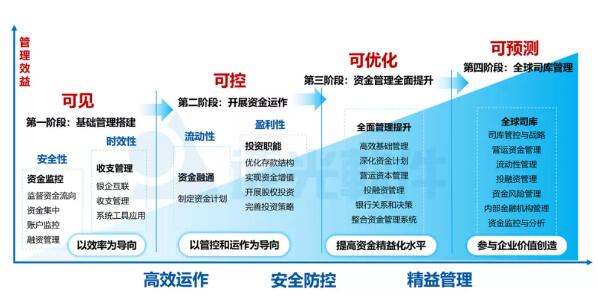 管理效益
可见
第一阶段：基础管理搭建
安全性
资金监控
监督资金流向
资金集中
账户监控
融资管理
时效性
收支管理
银企互联
收支管理
系统工具应用
以效率为导向
可控
第二阶段：开展资金运作
流动性
资金融通
制定资金计划
盈利性
投资职能
优化存款结构
实现资金增值
开展股权投资
完善投资策略
以管控和运作为导向
可优化
第三阶段：资金管理全面提升
全面管理提升
高效基础管理
深化资金计划
营运资本管理
投融资管理
银行关系和决策
整合资金管理系统
提高资金精益化水平
可预测
第四阶段：全球司库管理
全球司库
司库管控与战略
营运资金管理
流动性管理
投融资管理
资金风险管理
内部金融机构管理
资金监控与分析
参与企业价值创造
高效运作
安全防控
精益管理